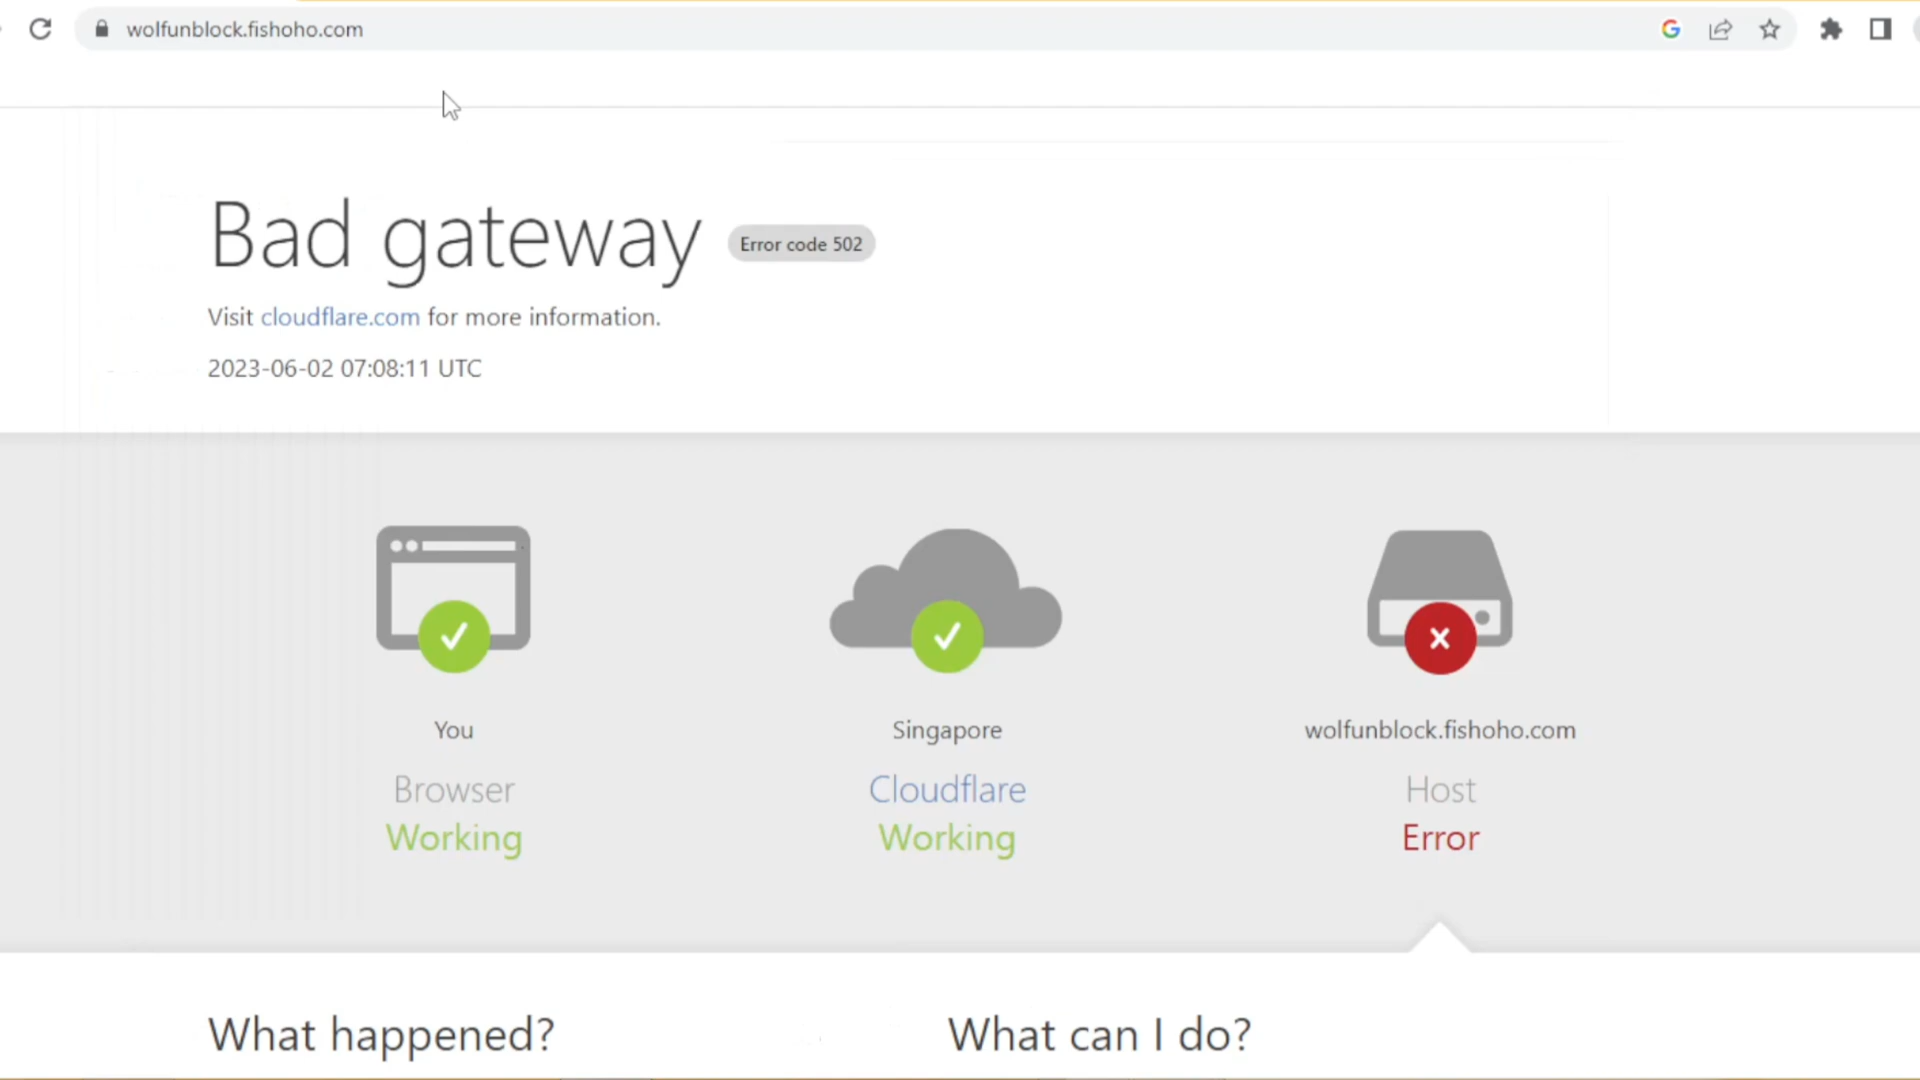 wolfunblock.fishoho.com
Bad gateway Error code 502
Visit cloudflare.com for more information.
2023-06-02 07:08:11 UTC
You
Browser
Working
Singapore
Cloudflare
Working
wolfunblock.fishoho.com
Host
Error
What happened?
What can I do?